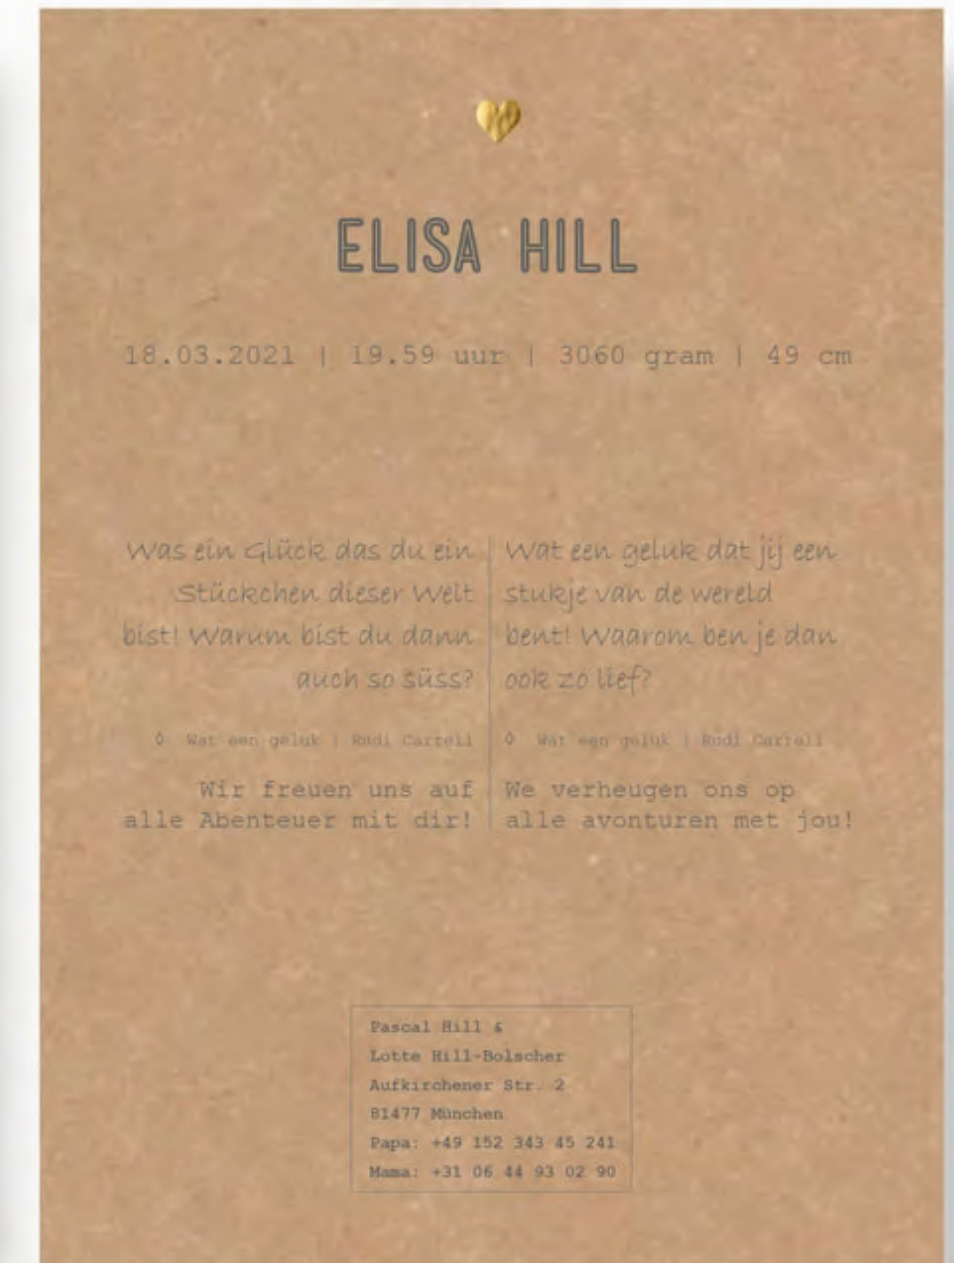 ELISA HILL
18.03.2021 | 19.59 uur | 3060 gram | 49 cm
Was ein Glück das du ein
Stückchen dieser Welt
bist! Warum bist du dann
auch so süss?
◊ Wat een geluk | Rudi Carrell
Wir freuen uns auf
alle Abenteuer mit dir!
Wat een geluk dat jij een
stukje van de wereld
bent! Waarom ben je dan
ook zo lief?
◊ Wat een geluk | Rudi Carrell
We verheugen ons op
alle avonturen met jou!
Pascal Hill &
Lotte Hill-Bolscher
Aufkirchener Str. 2
81477 München
Papa: +49 152 343 45 241
Mama: +31 06 44 93 02 90